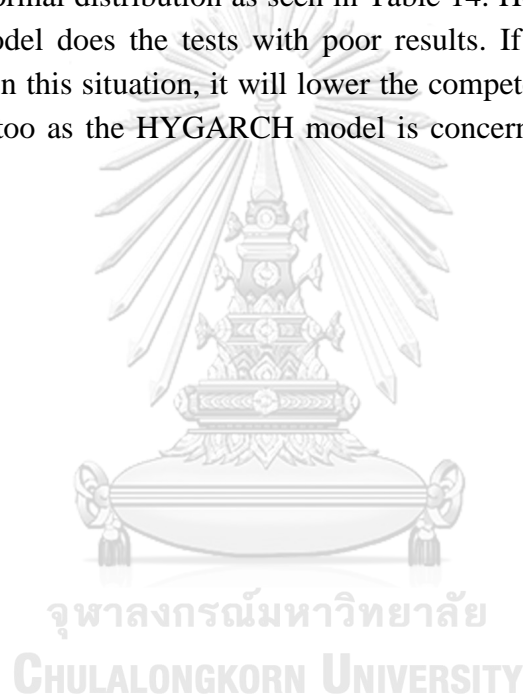 ormal distribution as seen in Table 14. H
odel does the tests with poor results. If
n this situation, it will lower the compet
too as the HYGARCH model is concern
จุฬาลงกรณ์มหาวิทยาลัย
CHULALONGKORN UNIVERSITY